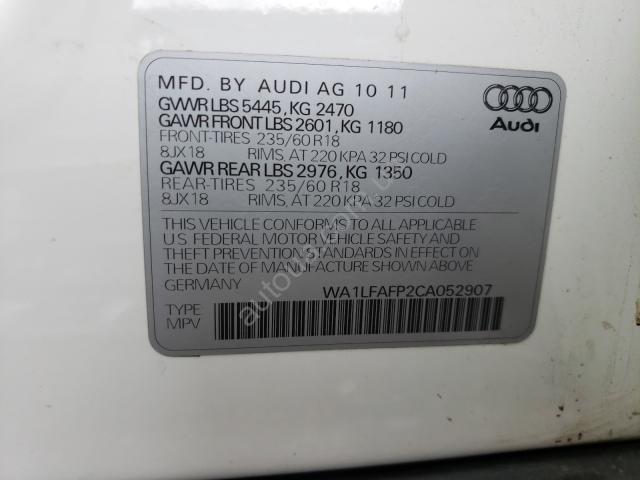 MFD. BY AUDI AG 10 11
GVWR LBS 5445, KG 2470
GAWR FRONT LBS 2601, KG 1180
FRONT-TIRES 235/60 R18
8JX18 RIMS, AT 220 KPA 32 PSI COLD
GAWR REAR LBS 2976, KG 1350
REAR-TIRES 235/60 R18
8JX18 RIMS, AT 220 KPA 32 PSI COLD
Audi
THIS VEHICLE CONFORMS TO ALL APPLICABLE
U.S FEDERAL MOTOR VEHICLE SAFETY AND
THEFT PREVENTION STANDARDS IN EFFECT ON
THE DATE OF MANUFACTURE SHOWN ABOVE
GERMANY WA1LFAFP2CA052907
TYPE
MPV